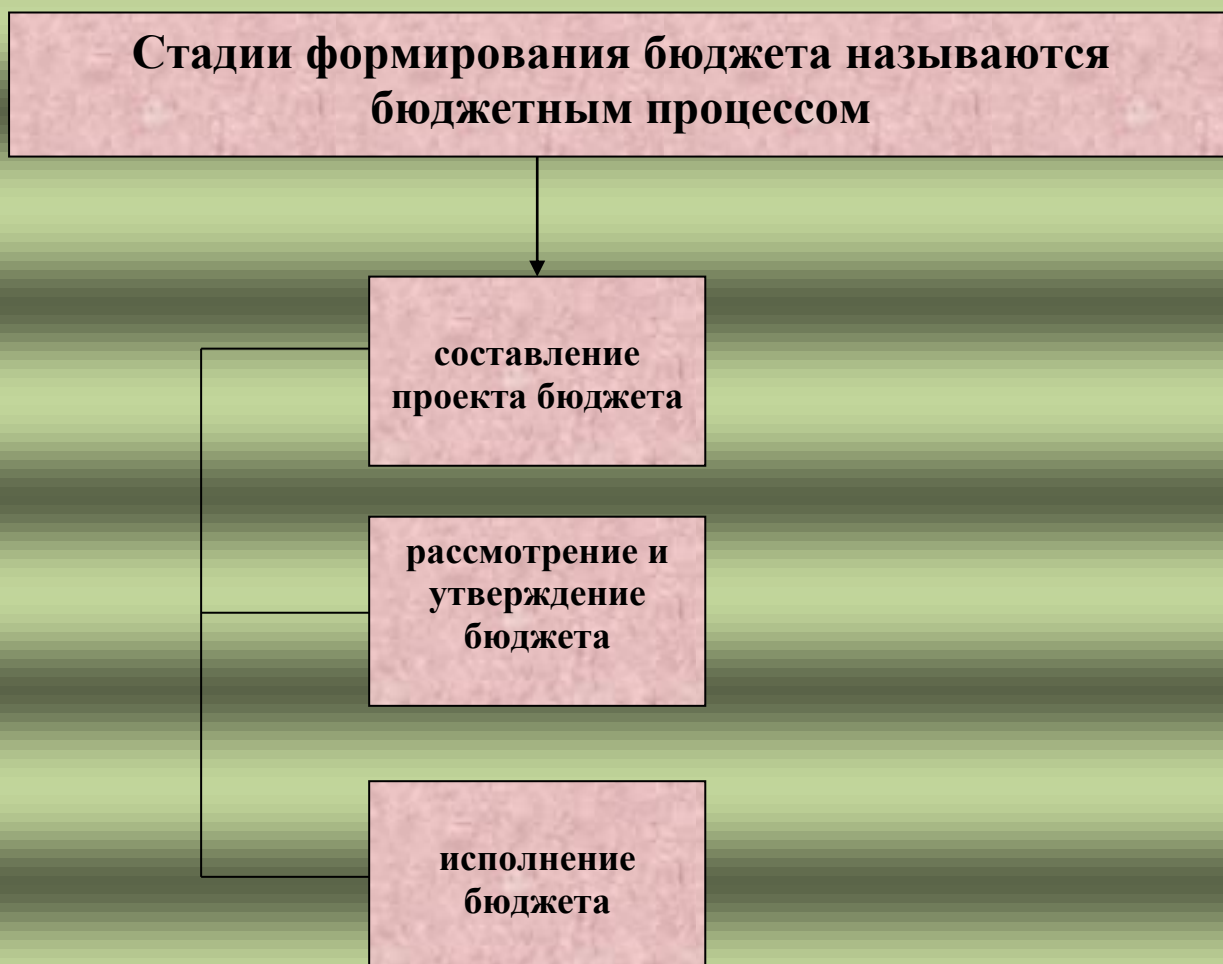 Стадии формирования бюджета называются
бюджетным процессом
составление
проекта бюджета
рассмотрение и
утверждение
бюджета
исполнение
бюджета